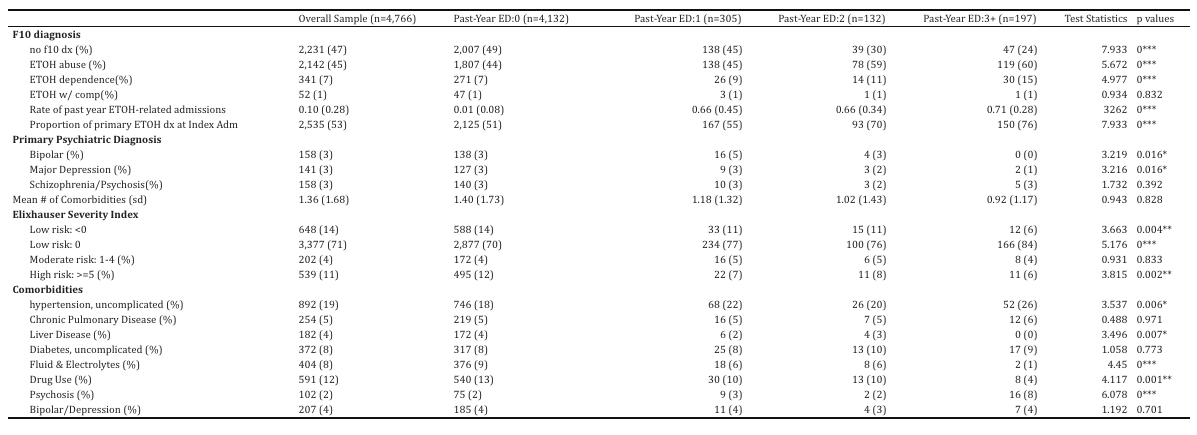 Overall Sample (n=4,766) Past-Year ED:0 (n=4,132) Past-Year ED:1 (n=305) Past-Year ED:2 (n=132) Past-Year ED:3+ (n=197) Test Statistics p values
F10 diagnosis
no f10 dx (%) 2,231 (47) 2,007 (49) 138 (45) 39 (30) 47 (24) 7.933 0***
ETOH abuse (%) 2,142 (45) 1,807 (44) 138 (45) 78 (59) 119 (60) 5.672 0***
ETOH dependence(%) 341 (7) 271 (7) 26 (9) 14 (11) 30 (15) 4.977 0***
ETOH w/ comp(%) 52 (1) 47 (1) 3 (1) 1 (1) 1 (1) 0.934 0.832
Rate of past year ETOH-related admissions 0.10 (0.28) 0.01 (0.08) 0.66 (0.45) 0.66 (0.34) 0.71 (0.28) 3262 0***
Proportion of primary ETOH dx at Index Adm 2,535 (53) 2,125 (51) 167 (55) 93 (70) 150 (76) 7.933 0***
Primary Psychiatric Diagnosis
Bipolar (%) 158 (3) 138 (3) 16 (5) 4 (3) 0 (0) 3.219 0.016*
Major Depression (%) 141 (3) 127 (3) 9 (3) 3 (2) 2 (1) 3.216 0.016*
Schizophrenia/Psychosis(%) 158 (3) 140 (3) 10 (3) 3 (2) 5 (3) 1.732 0.392
Mean # of Comorbidities (sd) 1.36 (1.68) 1.40 (1.73) 1.18 (1.32) 1.02 (1.43) 0.92 (1.17) 0.943 0.828
Elixhauser Severity Index
Low risk: <0 648 (14) 588 (14) 33 (11) 15 (11) 12 (6) 3.663 0.004**
Low risk: 0 3,377 (71) 2,877 (70) 234 (77) 100 (76) 166 (84) 5.176 0***
Moderate risk: 1-4 (%) 202 (4) 172 (4) 16 (5) 6 (5) 8 (4) 0.931 0.833
High risk: >=5 (%) 539 (11) 495 (12) 22 (7) 11 (8) 11 (6) 3.815 0.002**
Comorbidities
hypertension, uncomplicated (%) 892 (19) 746 (18) 68 (22) 26 (20) 52 (26) 3.537 0.006*
Chronic Pulmonary Disease (%) 254 (5) 219 (5) 16 (5) 7 (5) 12 (6) 0.488 0.971
Liver Disease (%) 182 (4) 172 (4) 6 (2) 4 (3) 0 (0) 3.496 0.007*
Diabetes, uncomplicated (%) 372 (8) 317 (8) 25 (8) 13 (10) 17 (9) 1.058 0.773
Fluid & Electrolytes (%) 404 (8) 376 (9) 18 (6) 8 (6) 2 (1) 4.45 0***
Drug Use (%) 591 (12) 540 (13) 30 (10) 13 (10) 8 (4) 4.117 0.001**
Psychosis (%) 102 (2) 75 (2) 9 (3) 2 (2) 16 (8) 6.078 0***
Bipolar/Depression (%) 207 (4) 185 (4) 11 (4) 4 (3) 7 (4) 1.192 0.701